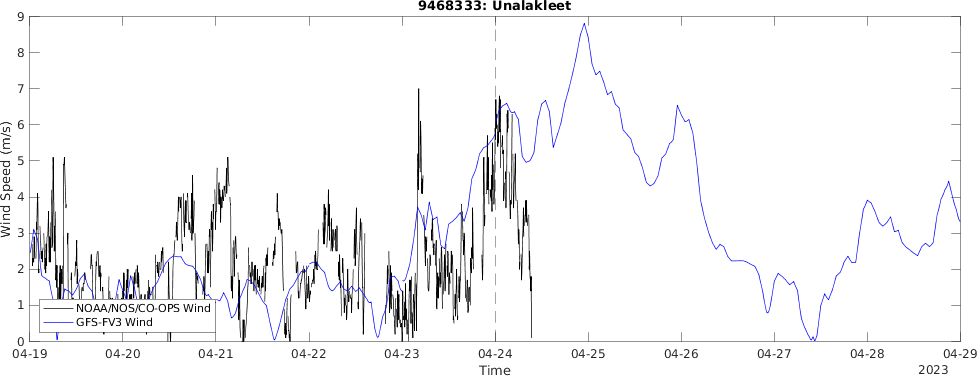 9468333: Unalakleet
9
8
7
6
5
4
3
2
1
0
Wind Speed (m/s)
NOAA/NOS/CO-OPS Wind
GFS-FV3 Wind
04-19 04-20 04-21 04-22 04-23 04-24 04-25 04-26 04-27 04-28 04-29
Time
2023